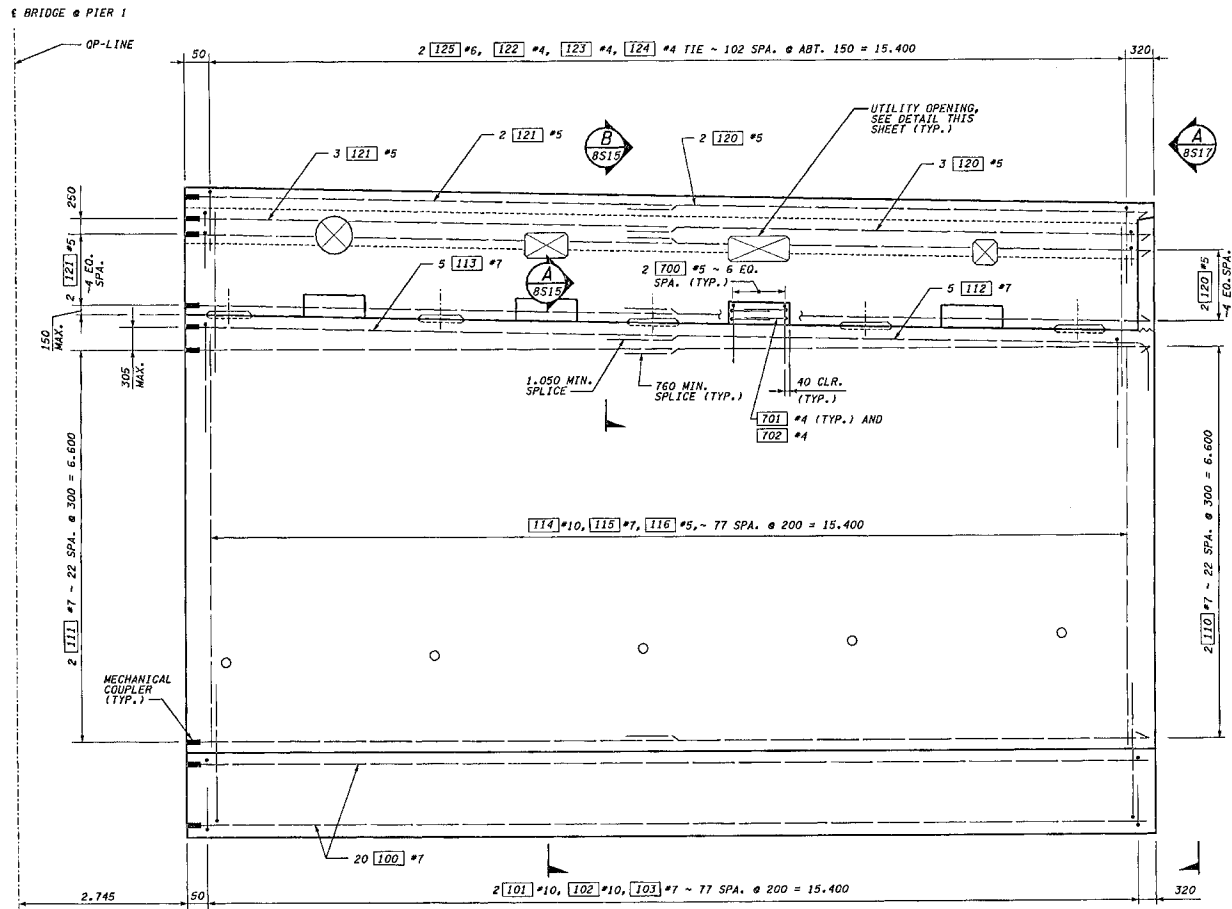 ℄ BRIDGE @ PIER 1
QP-LINE
50
2 125 #6, 122 #4, 123 #4, 124 #4 TIE ~ 102 SPA. @ ABT. 150 = 15.400
320
UTILITY OPENING,
SEE DETAIL THIS
SHEET (TYP.)
2 121 #5
B
8S15
2 120 #5
A
8S17
3 121 #5
3 120 #5
250
2 121 #5
~4 EQ.
SPA.
5 113 #7
A
8S15
2 700 #5 ~ 6 EQ.
SPA. (TYP.)
5 112 #7
2 120 #5
~4 EQ.SPA.
150
MAX.
305
MAX.
1.050 MIN.
SPLICE
760 MIN.
SPLICE (TYP.)
40 CLR.
(TYP.)
701 #4 (TYP.) AND
702 #4
2 111 #7 ~ 22 SPA. @ 300 = 6.600
114 #10, 115 #7, 116 #5,~ 77 SPA. @ 200 = 15.400
2 110 #7 ~ 22 SPA. @ 300 = 6.600
MECHANICAL
COUPLER
(TYP.)
20 100 #7
2.745
50
2 101 #10, 102 #10, 103 #7 ~ 77 SPA. @ 200 = 15.400
320